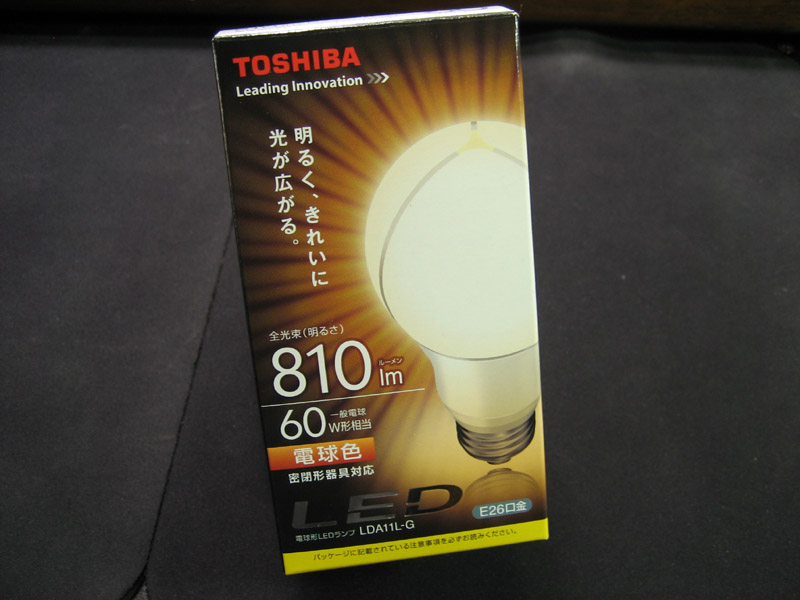 TOSHIBA
Leading Innovation >>>
明るく、きれいに
光が広がる。
全光束(明るさ)
810 ルーメン lm
60 一般電球 W形相当
電球色
密閉形器具対応
LED
E26口金
電球形LEDランプ LDA11L-G
パッケージに記載されている注意事項を必ずお読みください。